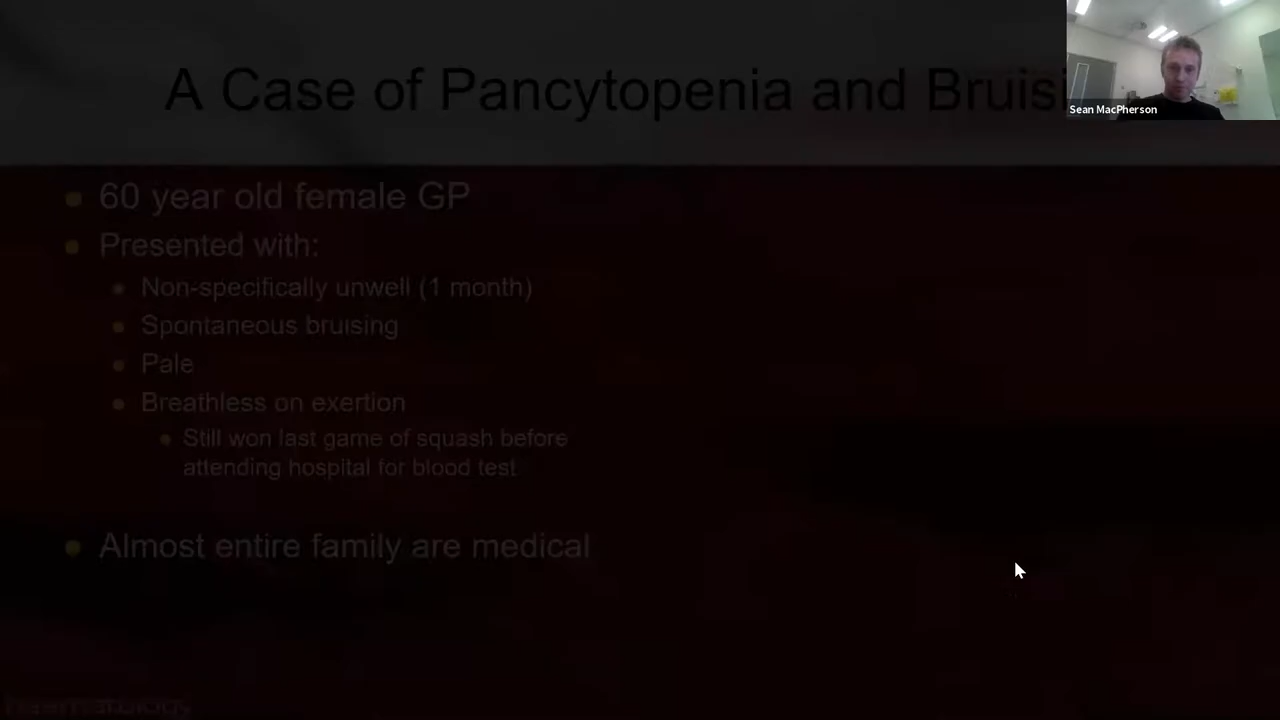 A Case of Pancytopenia and Bruisi
Sean MacPherson
60 year old female GP
Presented with:
Non-specifically unwell (1 month)
Spontaneous bruising
Pale
Breathless on exertion
Still won last game of squash before
attending hospital for blood test
Almost entire family are medical
haematology